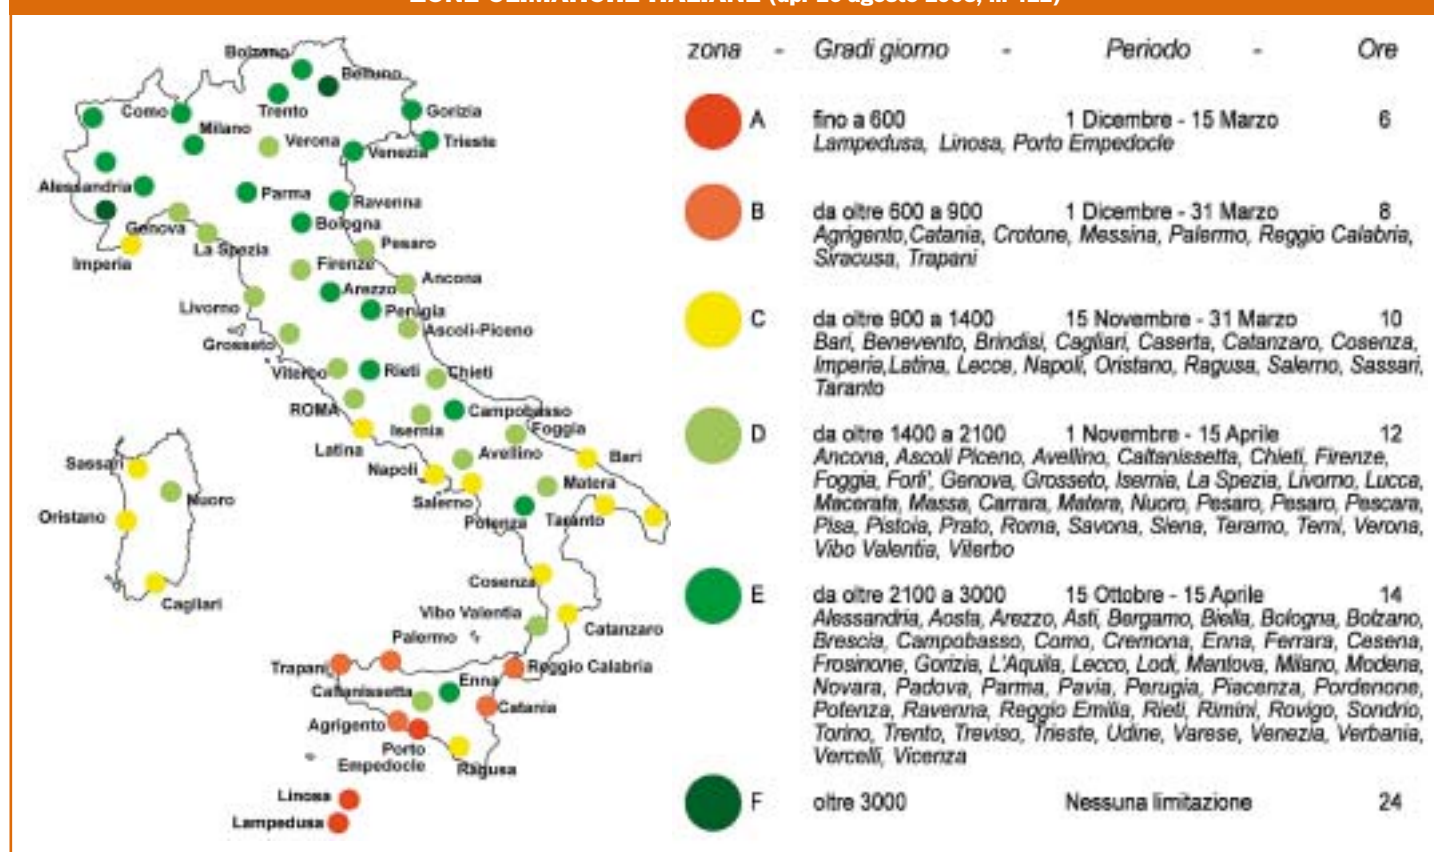 zona - Gradi giorno - Periodo - Ore
A fino a 600 1 Dicembre - 15 Marzo 6
Lampedusa, Linosa, Porto Empedocle
B da oltre 600 a 900 1 Dicembre - 31 Marzo 8
Agrigento,Catania, Crotone, Messina, Palermo, Reggio Calabria,
Siracusa, Trapani
C da oltre 900 a 1400 15 Novembre - 31 Marzo 10
Bari, Benevento, Brindisi, Cagliari, Caserta, Catanzaro, Cosenza,
Imperia,Latina, Lecce, Napoli, Oristano, Ragusa, Salerno, Sassari,
Taranto
D da oltre 1400 a 2100 1 Novembre - 15 Aprile 12
Ancona, Ascoli Piceno, Avellino, Caltanissetta, Chieti, Firenze,
Foggia, Forli', Genova, Grosseto, Isernia, La Spezia, Livorno, Lucca,
Macerata, Massa, Carrara, Matera, Nuoro, Pesaro, Pesaro, Pescara,
Pisa, Pistoia, Prato, Roma, Savona, Siena, Teramo, Terni, Verona,
Vibo Valentia, Viterbo
E da oltre 2100 a 3000 15 Ottobre - 15 Aprile 14
Alessandria, Aosta, Arezzo, Asti, Bergamo, Biella, Bologna, Bolzano,
Brescia, Campobasso, Como, Cremona, Enna, Ferrara, Cesena,
Frosinone, Gorizia, L'Aquila, Lecco, Lodi, Mantova, Milano, Modena,
Novara, Padova, Parma, Pavia, Perugia, Piacenza, Pordenone,
Potenza, Ravenna, Reggio Emilia, Rieti, Rimini, Rovigo, Sondrio,
Torino, Trento, Treviso, Trieste, Udine, Varese, Venezia, Verbania,
Vercelli, Vicenza
F oltre 3000 Nessuna limitazione 24
Bolzano
Belluno
Como
Trento
Gorizia
Milano
Verona
Venezia
Trieste
Alessandria
Parma
Ravenna
Genova
Bologna
La Spezia
Pesaro
Imperia
Firenze
Ancona
Arezzo
Livorno
Perugia
Ascoli-Piceno
Grosseto
Viterbo
Rieti
Chieti
ROMA
Campobasso
Isernia
Foggia
Latina
Avellino
Bari
Sassari
Napoli
Matera
Nuoro
Salerno
Oristano
Potenza
Taranto
Cosenza
Cagliari
Vibo Valentia
Catanzaro
Palermo
Trapani
Reggio Calabria
Enna
Caltanissetta
Catania
Agrigento
Porto
Empedocle
Ragusa
Linosa
Lampedusa